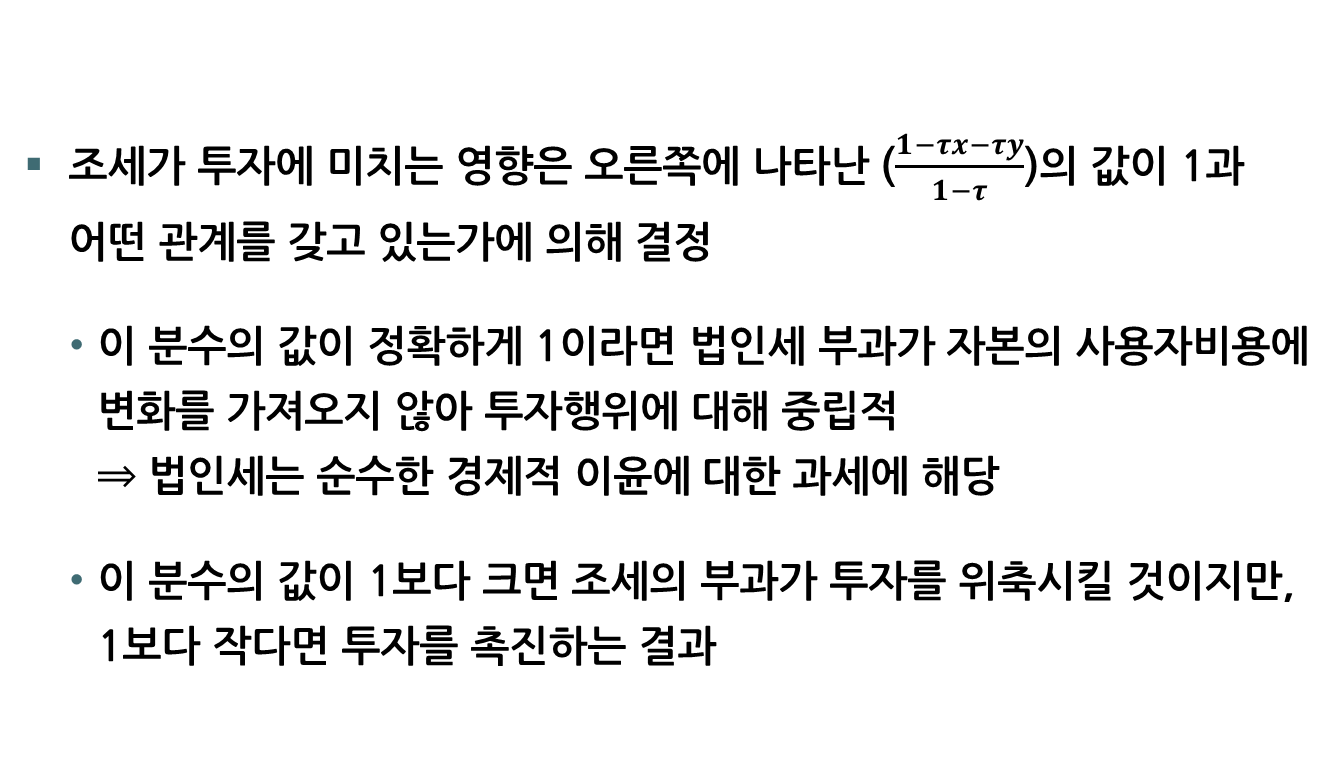 ▪ 조세가 투자에 미치는 영향은 오른쪽에 나타난 (\frac{1−τx−τy}{1−τ})의 값이 1과
어떤 관계를 갖고 있는가에 의해 결정
• 이 분수의 값이 정확하게 1이라면 법인세 부과가 자본의 사용자비용에
변화를 가져오지 않아 투자행위에 대해 중립적
⇒ 법인세는 순수한 경제적 이윤에 대한 과세에 해당
• 이 분수의 값이 1보다 크면 조세의 부과가 투자를 위축시킬 것이지만,
1보다 작다면 투자를 촉진하는 결과